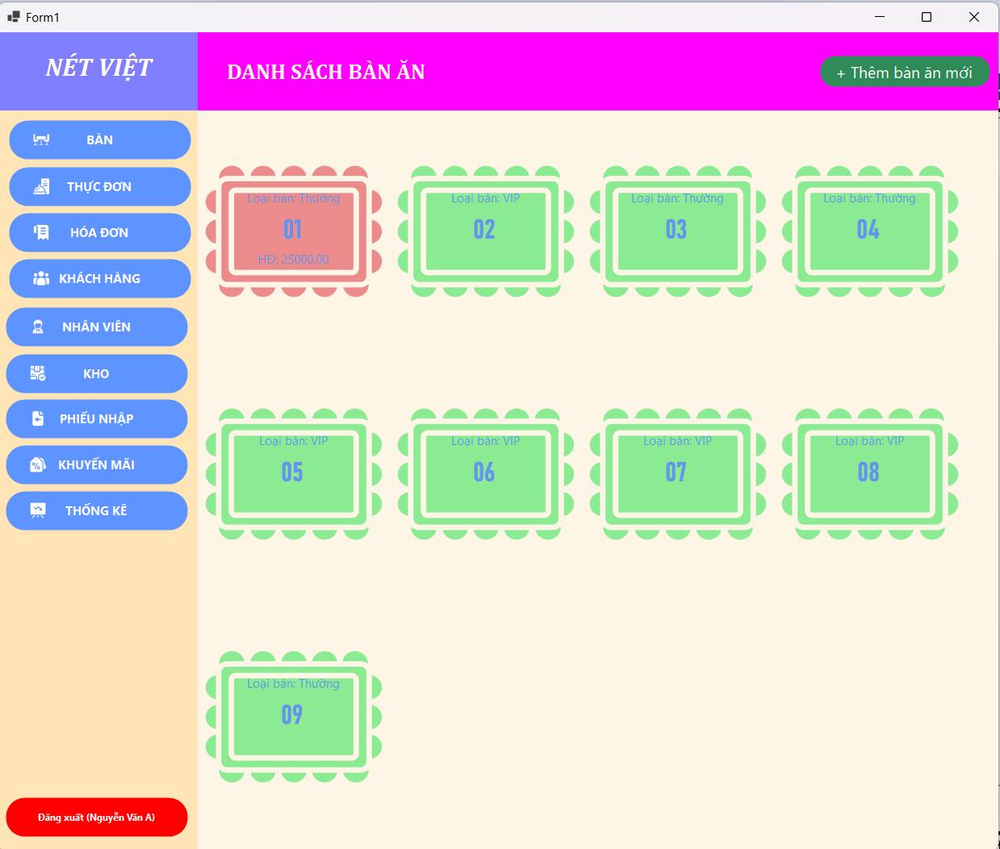 Form1
NÉT VIỆT
DANH SÁCH BÀN ĂN
+ Thêm bàn ăn mới
BÀN
THỰC ĐƠN
HÓA ĐƠN
KHÁCH HÀNG
NHÂN VIÊN
KHO
PHIẾU NHẬP
KHUYẾN MÃI
THỐNG KÊ
Đăng xuất (Nguyễn Văn A)
Loại bàn: Thường
01
HĐ: 25000.00
Loại bàn: VIP
02
Loại bàn: Thường
03
Loại bàn: Thường
04
Loại bàn: VIP
05
Loại bàn: VIP
06
Loại bàn: VIP
07
Loại bàn: VIP
08
Loại bàn: Thường
09